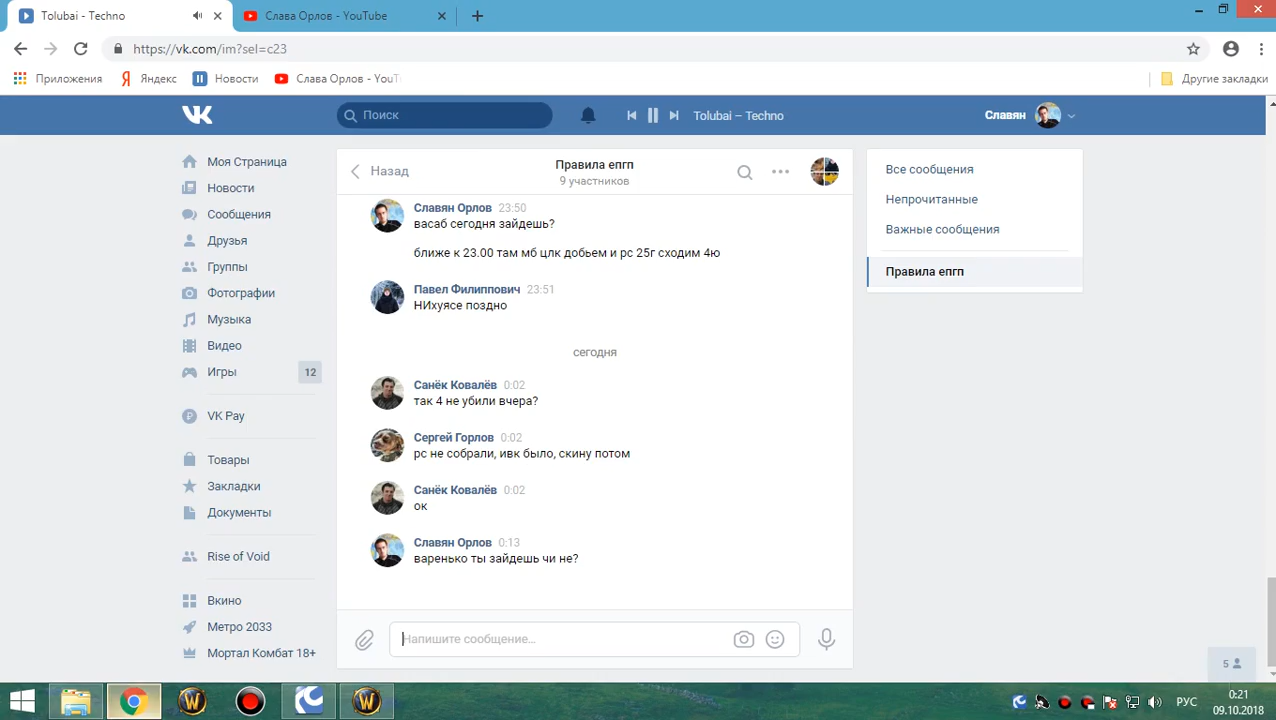 Tolubai - Techno
Слава Орлов - YouTube
https://vk.com/im?sel=c23
Приложения
Яндекс
Новости
Слава Орлов - YouT
Другие закладки
Поиск
Tolubai – Techno
Славян
Моя Страница
Новости
Сообщения
Друзья
Группы
Фотографии
Музыка
Видео
Игры 12
VK Pay
Товары
Закладки
Документы
Rise of Void
Вкино
Метро 2033
Мортал Комбат 18+
Назад
Правила епгп
9 участников
Славян Орлов 23:50
васаб сегодня зайдешь?
ближе к 23.00 там мб цлк добьем и рс 25г сходим 4ю
Павел Филиппович 23:51
НИхуясе поздно
сегодня
Санёк Ковалёв 0:02
так 4 не убили вчера?
Сергей Горлов 0:02
рс не собрали, ивк было, скину потом
Санёк Ковалёв 0:02
ок
Славян Орлов 0:13
варенько ты зайдешь чи не?
Напишите сообщение...
Все сообщения
Непрочитанные
Важные сообщения
Правила епгп
5
РУС
0:21
09.10.2018